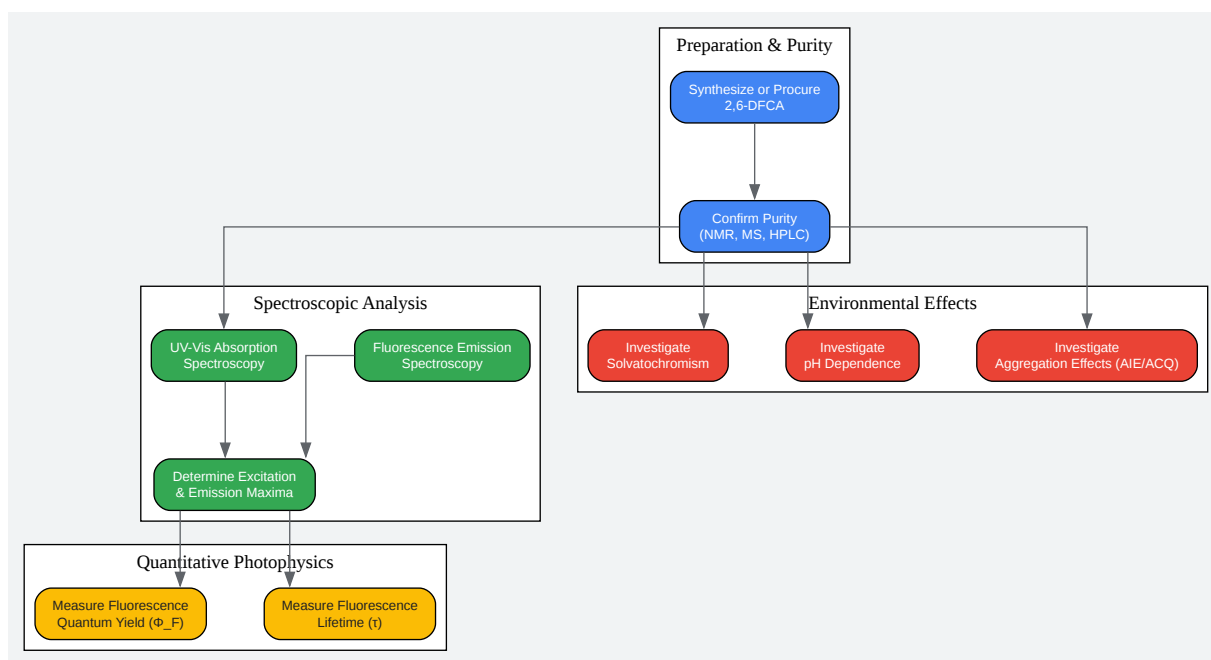 Preparation & Purity
Synthesize or Procure
2,6-DFCA
Confirm Purity
(NMR, MS, HPLC)
Spectroscopic Analysis
UV-Vis Absorption
Spectroscopy
Fluorescence Emission
Spectroscopy
Determine Excitation
& Emission Maxima
Environmental Effects
Investigate
Solvatochromism
Investigate
pH Dependence
Investigate
Aggregation Effects (AIE/ACQ)
Quantitative Photophysics
Measure Fluorescence
Quantum Yield (Φ_F)
Measure Fluorescence
Lifetime (τ)